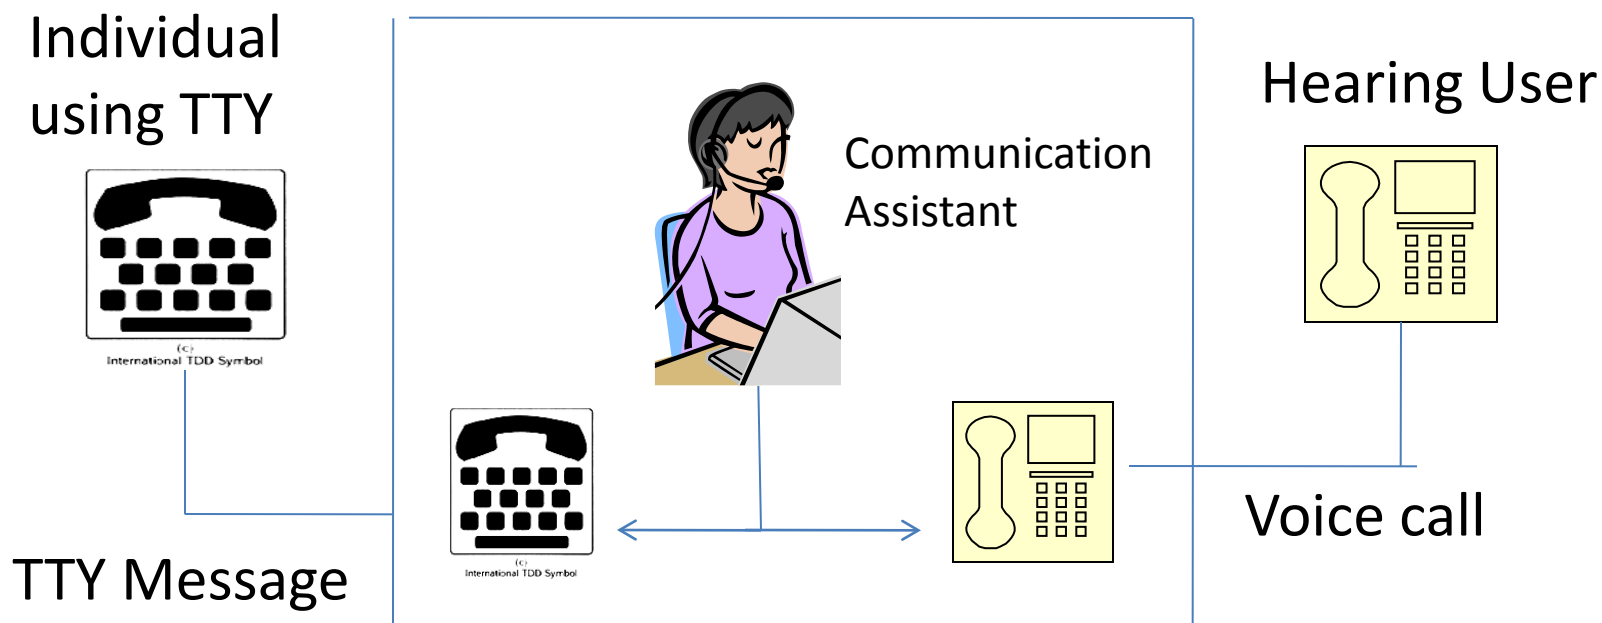 Individual
using TTY
(c)
International TDD Symbol
TTY Message
Communication
Assistant
(c)
International TDD Symbol
Hearing User
Voice call